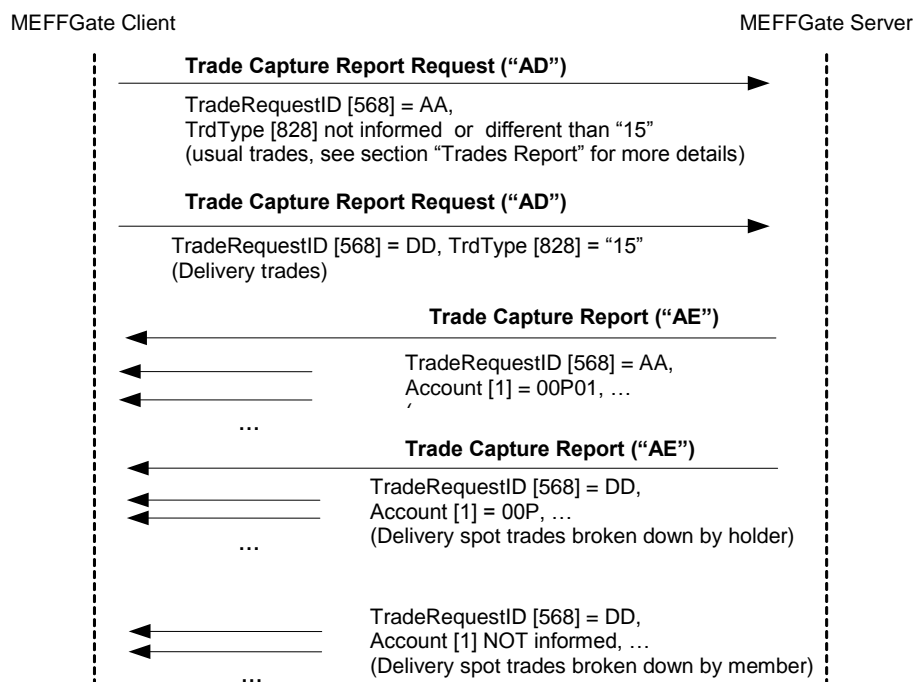 MEFFGate Client
MEFFGate Server
Trade Capture Report Request (“AD”)
TradeRequestID [568] = AA,
TrdType [828] not informed or different than “15”
(usual trades, see section “Trades Report” for more details)
Trade Capture Report Request (“AD”)
TradeRequestID [568] = DD, TrdType [828] = “15”
(Delivery trades)
Trade Capture Report (“AE”)
TradeRequestID [568] = AA,
Account [1] = 00P01, …
…
Trade Capture Report (“AE”)
TradeRequestID [568] = DD,
Account [1] = 00P, …
(Delivery spot trades broken down by holder)
…
TradeRequestID [568] = DD,
Account [1] NOT informed, …
(Delivery spot trades broken down by member)
…